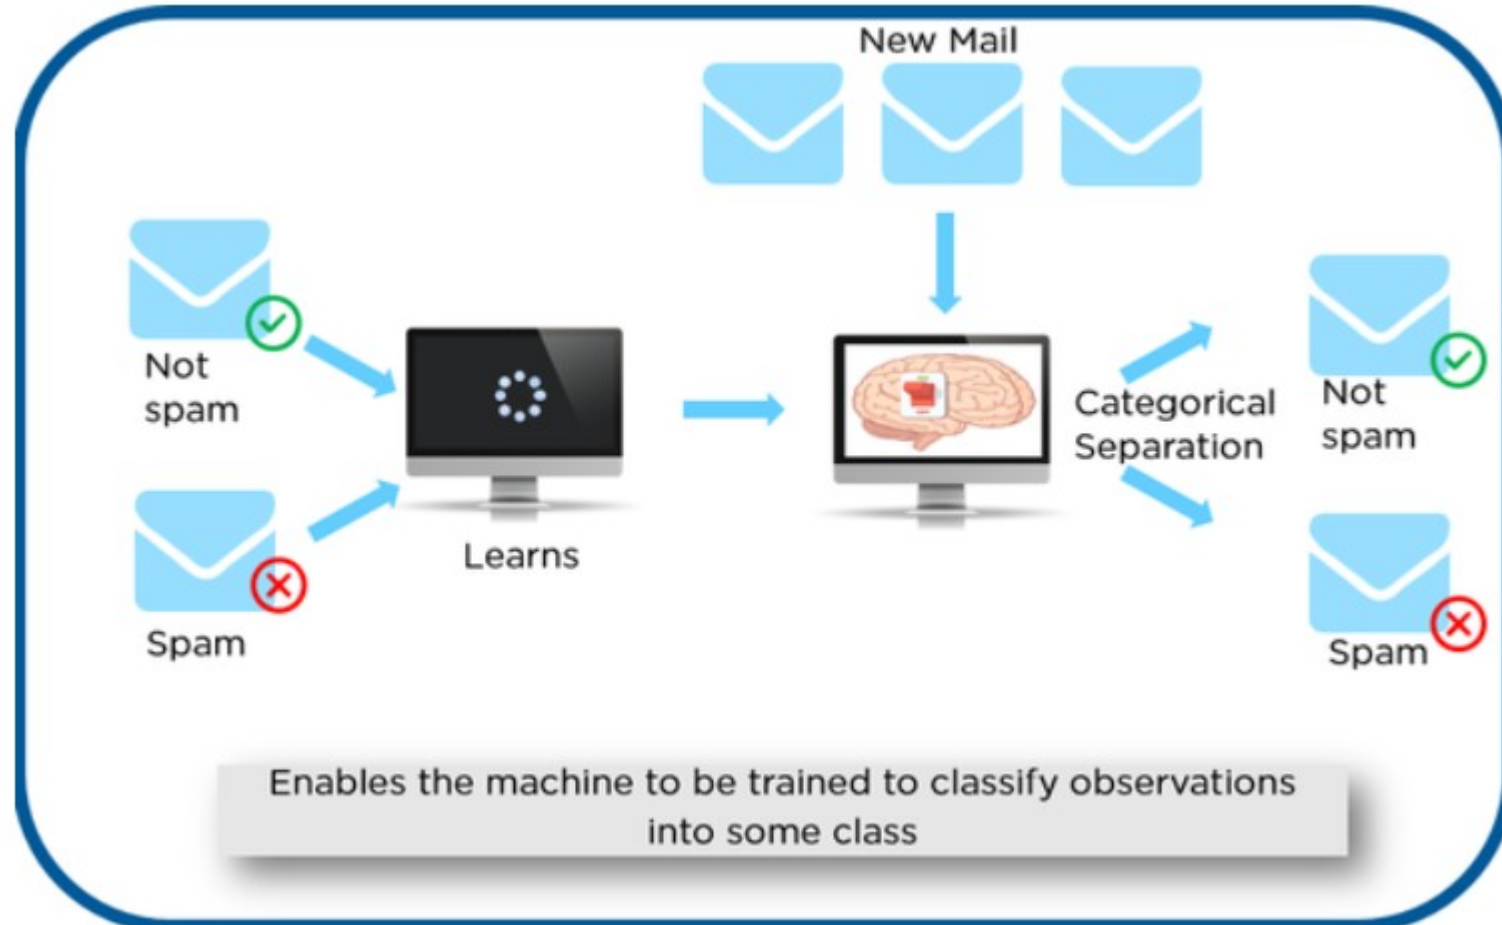 New Mail
Not
spam
Spam
Learns
Categorical
Separation
Not
spam
Spam
Enables the machine to be trained to classify observations
into some class